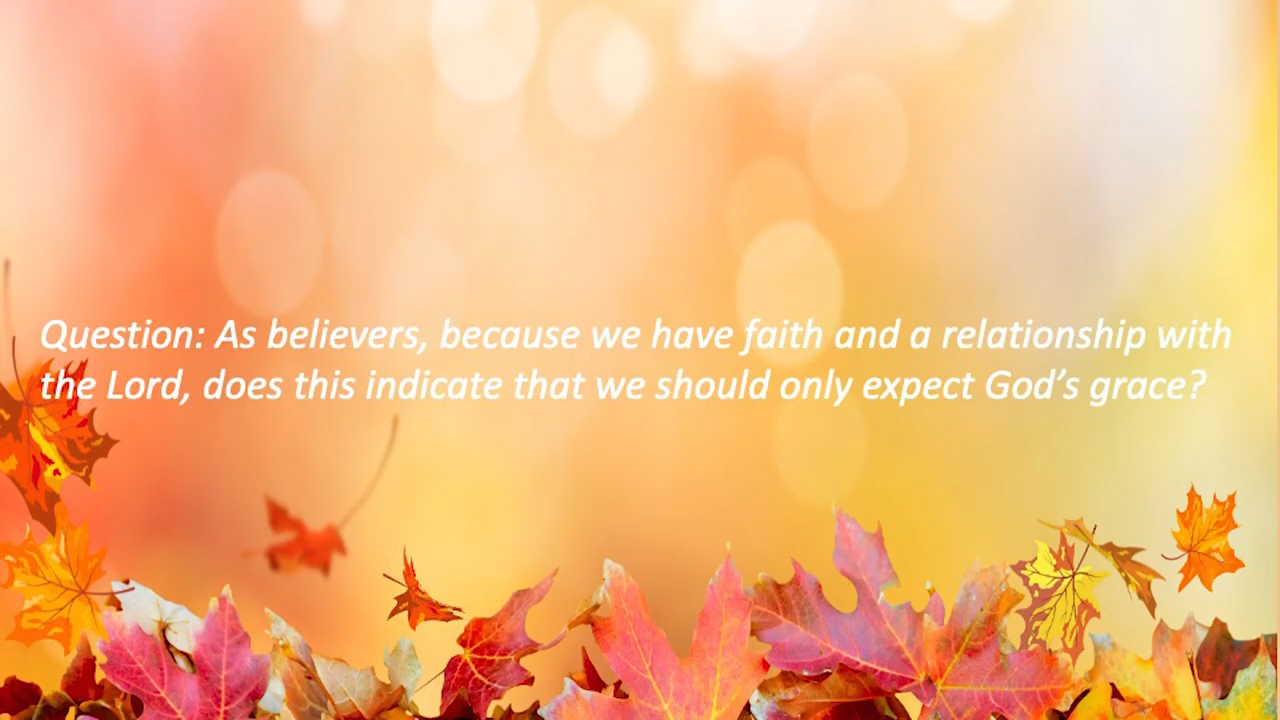 Question: As believers, because we have faith and a relationship with
the Lord, does this indicate that we should only expect God’s grace?